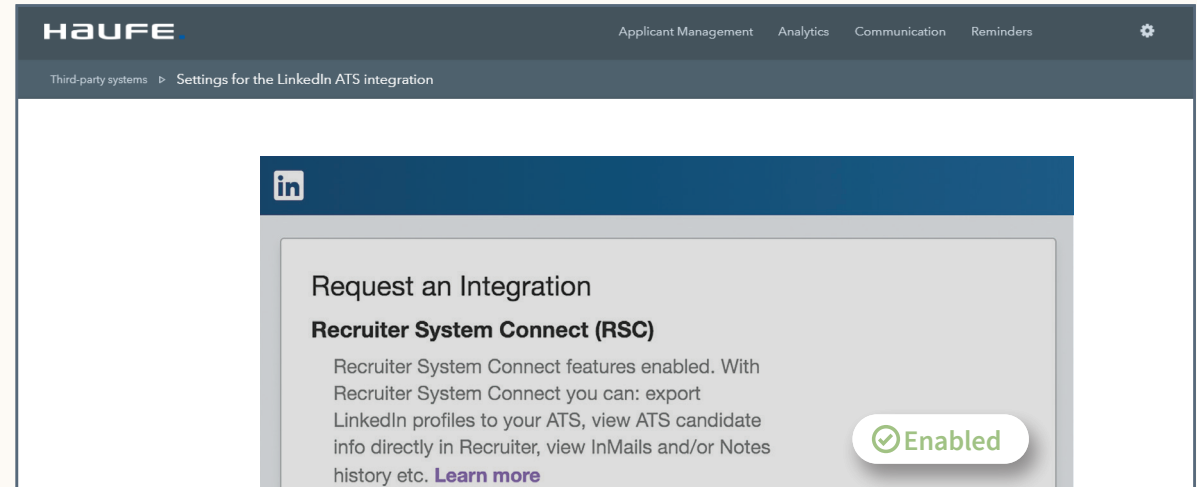 HAUFE.
Applicant Management Analytics Communication Reminders
Third-party systems Settings for the LinkedIn ATS integration
in
Request an Integration
Recruiter System Connect (RSC)
Recruiter System Connect features enabled. With
Recruiter System Connect you can: export
LinkedIn profiles to your ATS, view ATS candidate
info directly in Recruiter, view InMails and/or Notes
history etc. Learn more
Enabled